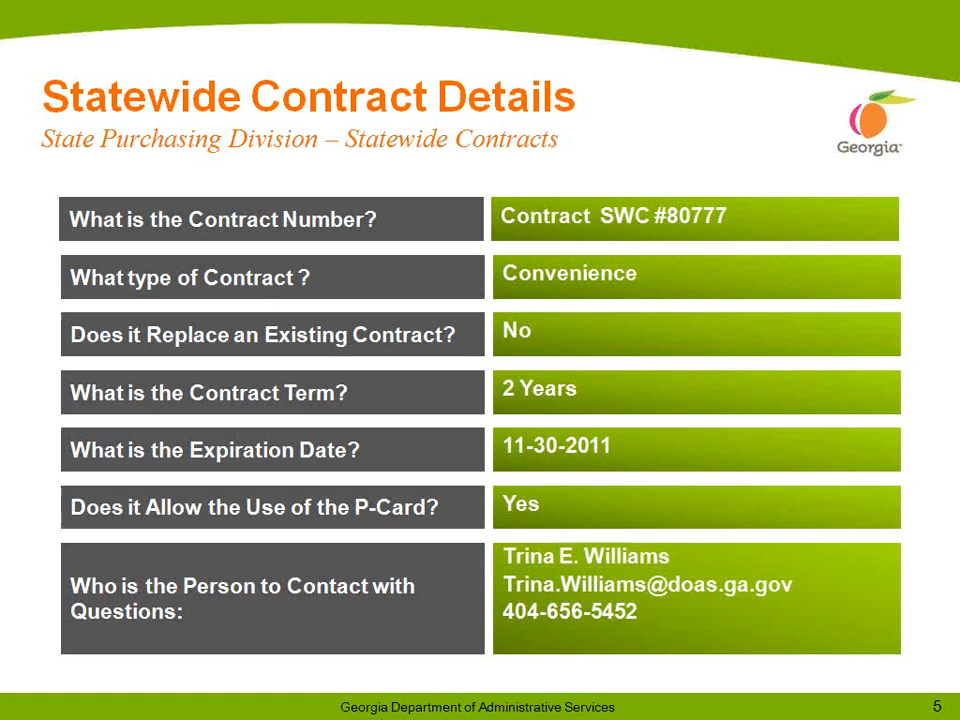 Statewide Contract Details
State Purchasing Division – Statewide Contracts
Georgia™
What is the Contract Number?
Contract SWC #80777
What type of Contract ?
Convenience
Does it Replace an Existing Contract?
No
What is the Contract Term?
2 Years
What is the Expiration Date?
11-30-2011
Does it Allow the Use of the P-Card?
Yes
Who is the Person to Contact with
Questions:
Trina E. Williams
Trina.Williams@doas.ga.gov
404-656-5452
Georgia Department of Administrative Services
5